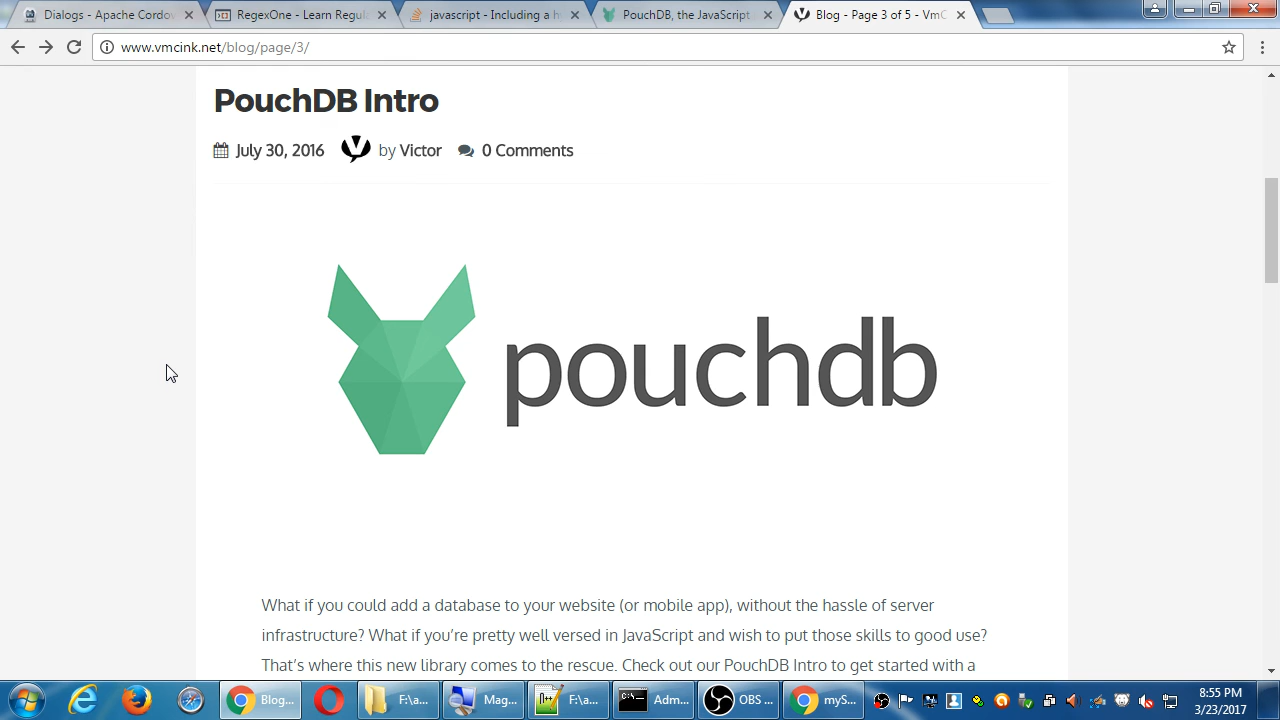 Dialogs - Apache Cordov
RegexOne - Learn Regul
javascript - Including a r
PouchDB, the JavaScript
Blog - Page 3 of 5 - VmC
www.vmcink.net/blog/page/3/
PouchDB Intro
July 30, 2016 by Victor 0 Comments
pouchdb
What if you could add a database to your website (or mobile app), without the hassle of server
infrastructure? What if you're pretty well versed in JavaScript and wish to put those skills to good use?
That's where this new library comes to the rescue. Check out our PouchDB Intro to get started with a
Blog... F:\a... Mag... F:\a... Adm... OBS ... myS...
8:55 PM
3/23/2017